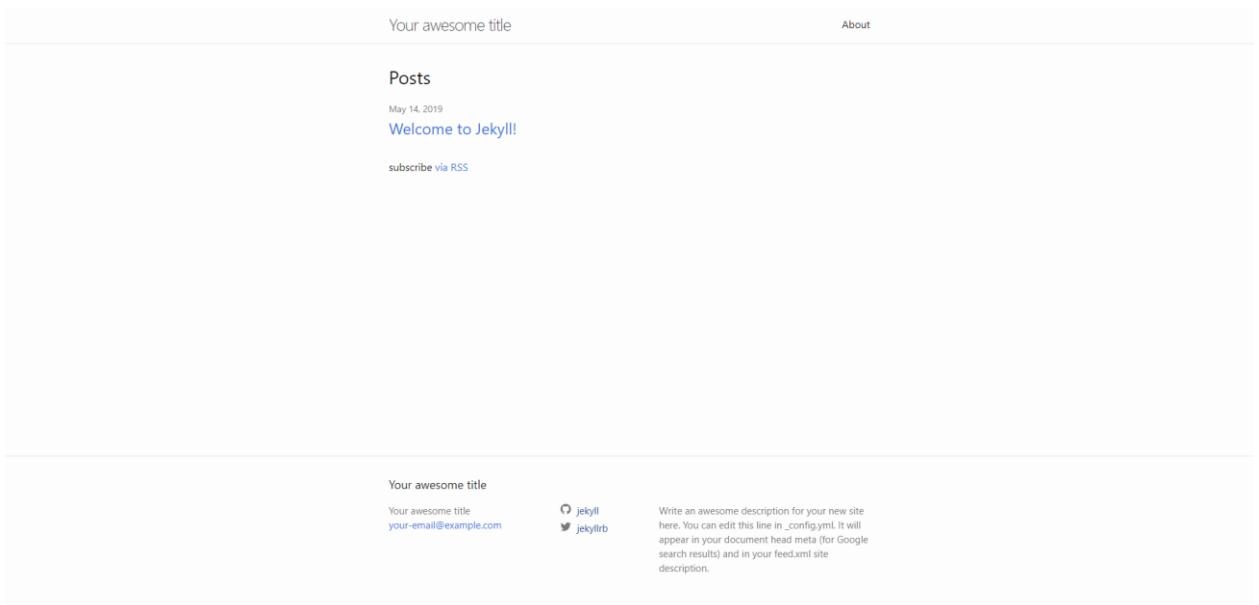 Your awesome title
About
Posts
May 14, 2019
Welcome to Jekyll!
subscribe via RSS
Your awesome title
Your awesome title
your-email@example.com
jekyll
jekyllrb
Write an awesome description for your new site
here. You can edit this line in _config.yml. It will
appear in your document head meta (for Google
search results) and in your feed.xml site
description.